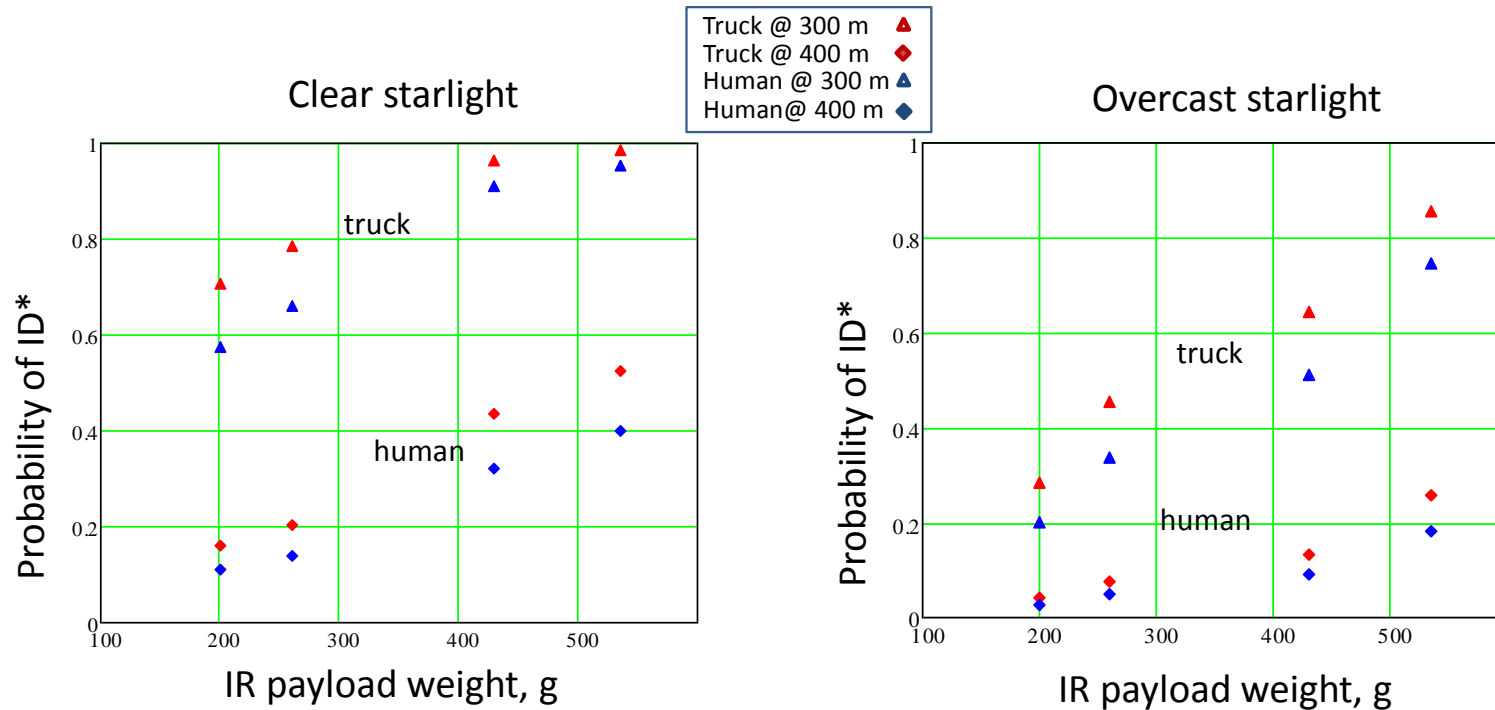 Truck @ 300 m
Truck @ 400 m
Human @ 300 m
Human@ 400 m
Clear starlight
Probability of ID*
1
0.8
0.6
0.4
0.2
0
truck
human
100 200 300 400 500
IR payload weight, g
Overcast starlight
Probability of ID*
1
0.8
0.6
0.4
0.2
0
truck
human
100 200 300 400 500
IR payload weight, g